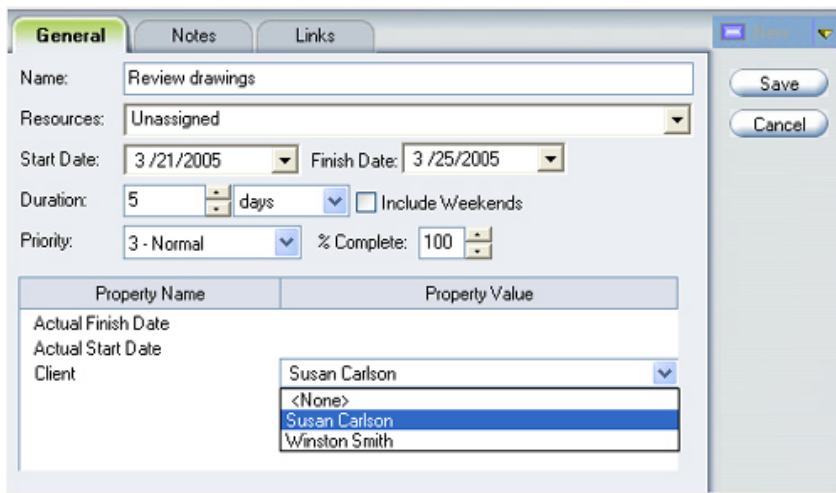 General Notes Links
Name: Review drawings
Save
Resources: Unassigned
Cancel
Start Date: 3 /21/2005 Finish Date: 3 /25/2005
Duration: 5 days Include Weekends
Priority: 3 - Normal % Complete: 100
Property Name Property Value
Actual Finish Date
Actual Start Date
Client Susan Carlson
<None>
Susan Carlson
Winston Smith